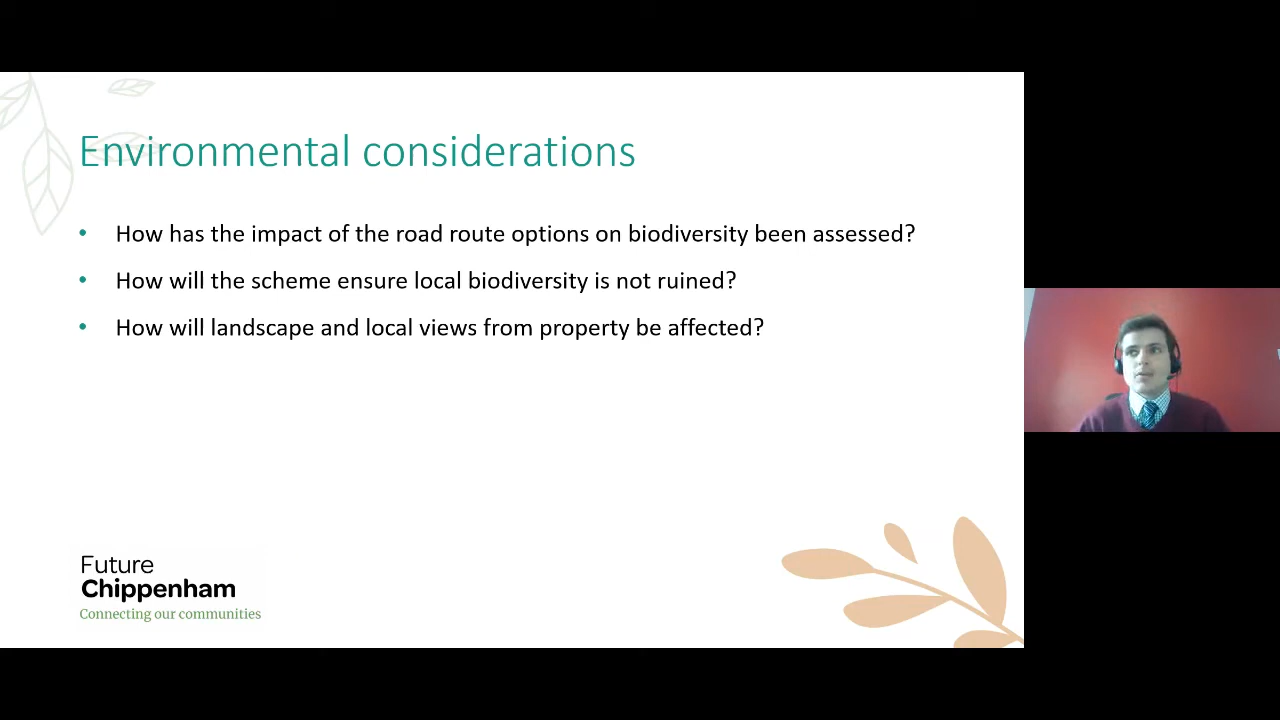 Environmental considerations
• How has the impact of the road route options on biodiversity been assessed?
• How will the scheme ensure local biodiversity is not ruined?
• How will landscape and local views from property be affected?
Future
Chippenham
Connecting our communities